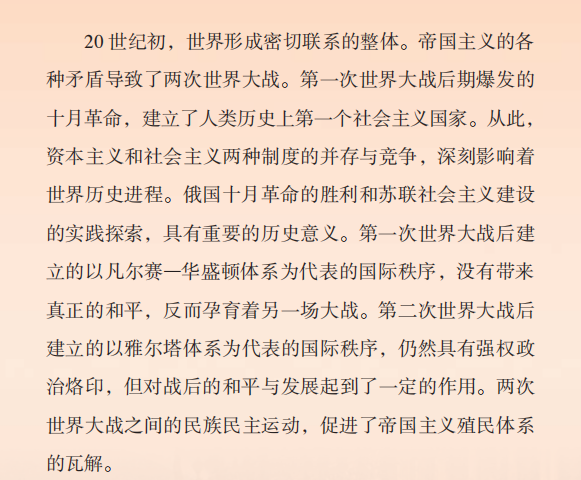 20 世纪初，世界形成密切联系的整体。帝国主义的各
种矛盾导致了两次世界大战。第一次世界大战后期爆发的
十月革命，建立了人类历史上第一个社会主义国家。从此，
资本主义和社会主义两种制度的并存与竞争，深刻影响着
世界历史进程。俄国十月革命的胜利和苏联社会主义建设
的实践探索，具有重要的历史意义。第一次世界大战后建
立的以凡尔赛—华盛顿体系为代表的国际秩序，没有带来
真正的和平，反而孕育着另一场大战。第二次世界大战后
建立的以雅尔塔体系为代表的国际秩序，仍然具有强权政
治烙印，但对战后的和平与发展起到了一定的作用。两次
世界大战之间的民族民主运动，促进了帝国主义殖民体系
的瓦解。